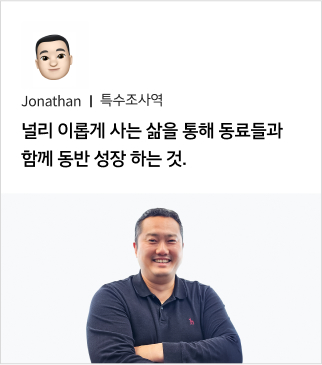 Jonathan | 특수조사역
널리 이롭게 사는 삶을 통해 동료들과
함께 동반 성장 하는 것.